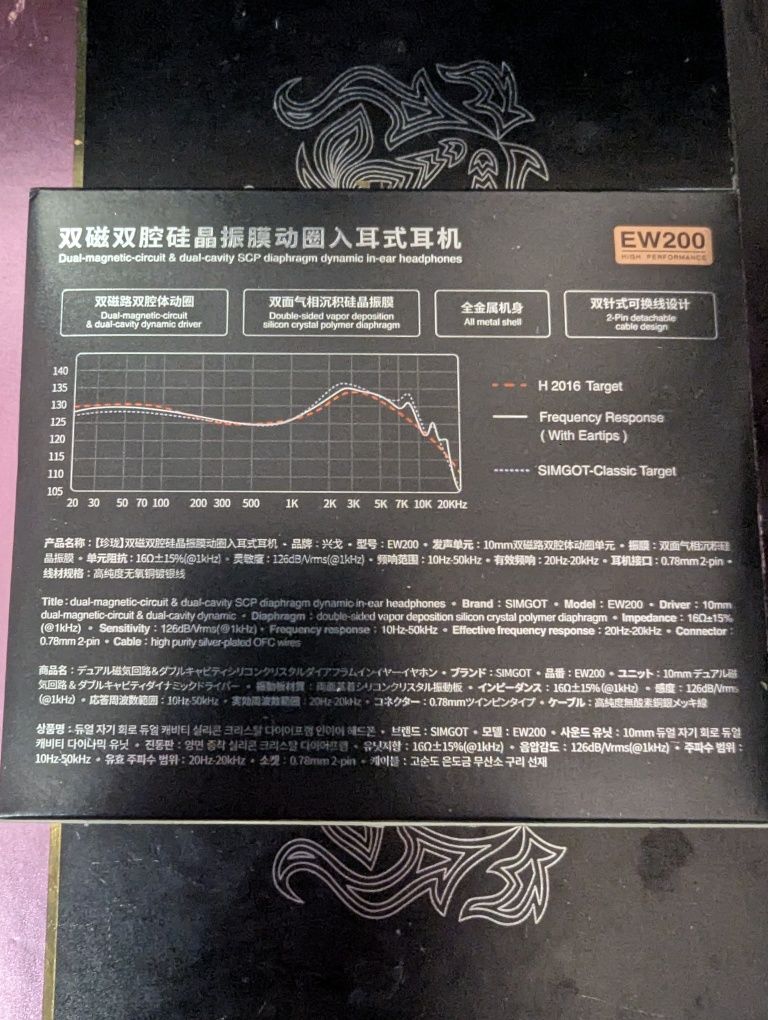 双磁双腔硅晶振膜动圈入耳式耳机
Dual-magnetic-circuit & dual-cavity SCP diaphragm dynamic in-ear headphones
EW200
HIGH PERFORMANCE
双磁路双腔体动圈
Dual-magnetic-circuit
& dual-cavity dynamic driver
双面气相沉积硅晶振膜
Double-sided vapor deposition
silicon crystal polymer diaphragm
全金属机身
All metal shell
双针式可换线设计
2-Pin detachable
cable design
140
135
130
125
120
115
110
105
20 30 50 70 100 200 300 500 1K 2K 3K 5K 7K 10K 20KHz
H 2016 Target
Frequency Response
( With Eartips )
SIMGOT-Classic Target
产品名称：【珍珑】双磁双腔硅晶振膜动圈入耳式耳机 • 品牌：兴戈 • 型号：EW200 • 发声单元：10mm双磁路双腔体动圈单元 • 振膜：双面气相沉积硅
晶振膜 • 单元阻抗：16Ω±15%(@1kHz) • 灵敏度：126dB/Vrms(@1kHz) • 频响范围：10Hz-50kHz • 有效频响：20Hz-20kHz • 耳机接口：0.78mm 2-pin •
线材规格：高纯度无氧铜镀银线
Title : dual-magnetic-circuit & dual-cavity SCP diaphragm dynamic in-ear headphones • Brand : SIMGOT • Model : EW200 • Driver : 10mm
dual-magnetic-circuit & dual-cavity dynamic • Diaphragm : double-sided vapor deposition silicon crystal polymer diaphragm • Impedance : 16Ω±15%
(@1kHz) • Sensitivity : 126dB/Vrms(@1kHz) • Frequency response : 10Hz-50kHz • Effective frequency response : 20Hz-20kHz • Connector :
0.78mm 2-pin • Cable : high purity silver-plated OFC wires
商品名：デュアル磁気回路&ダブルキャビティシリコンクリスタルダイアフラムインイヤーイヤホン • ブランド：SIMGOT • 品番：EW200 • ユニット：10mm デュアル磁
気回路 & ダブルキャビティダイナミックドライバー • 振動板材質：両面蒸着シリコンクリスタル振動板 • インピーダンス：16Ω±15%(@1kHz) • 感度：126dB/Vrms
(@1kHz) • 応答周波数範囲：10Hz-50kHz • 実効周波数範囲：20Hz-20kHz • コネクター：0.78mmツインピンタイプ • ケーブル：高純度無酸素銅銀メッキ線
상품명 : 듀얼 자기 회로 듀얼 캐비티 실리콘 크리스탈 다이어프램 인이어 헤드폰 • 브랜드 : SIMGOT • 모델 : EW200 • 사운드 유닛 : 10mm 듀얼 자기 회로 듀얼
캐비티 다이나믹 유닛 • 진동판 : 양면 증착 실리콘 크리스탈 다이어프램 • 유닛저항 : 16Ω±15%(@1kHz) • 음압감도 : 126dB/Vrms(@1kHz) • 주파수 범위 :
10Hz-50kHz • 유효 주파수 범위 : 20Hz-20kHz • 소켓 : 0.78mm 2-pin • 케이블 : 고순도 은도금 무산소 구리 선재